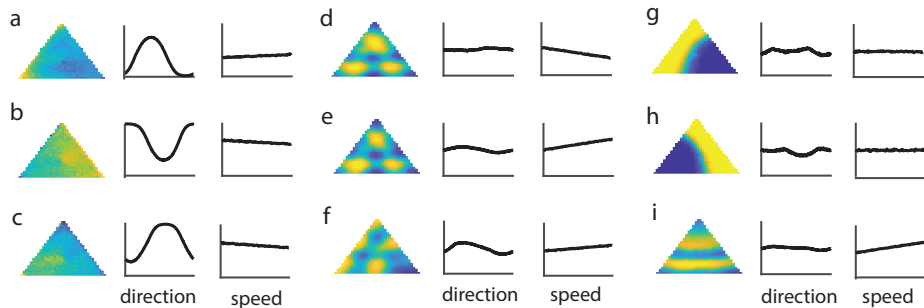 a d g
b e h
c f i
direction speed direction speed direction speed